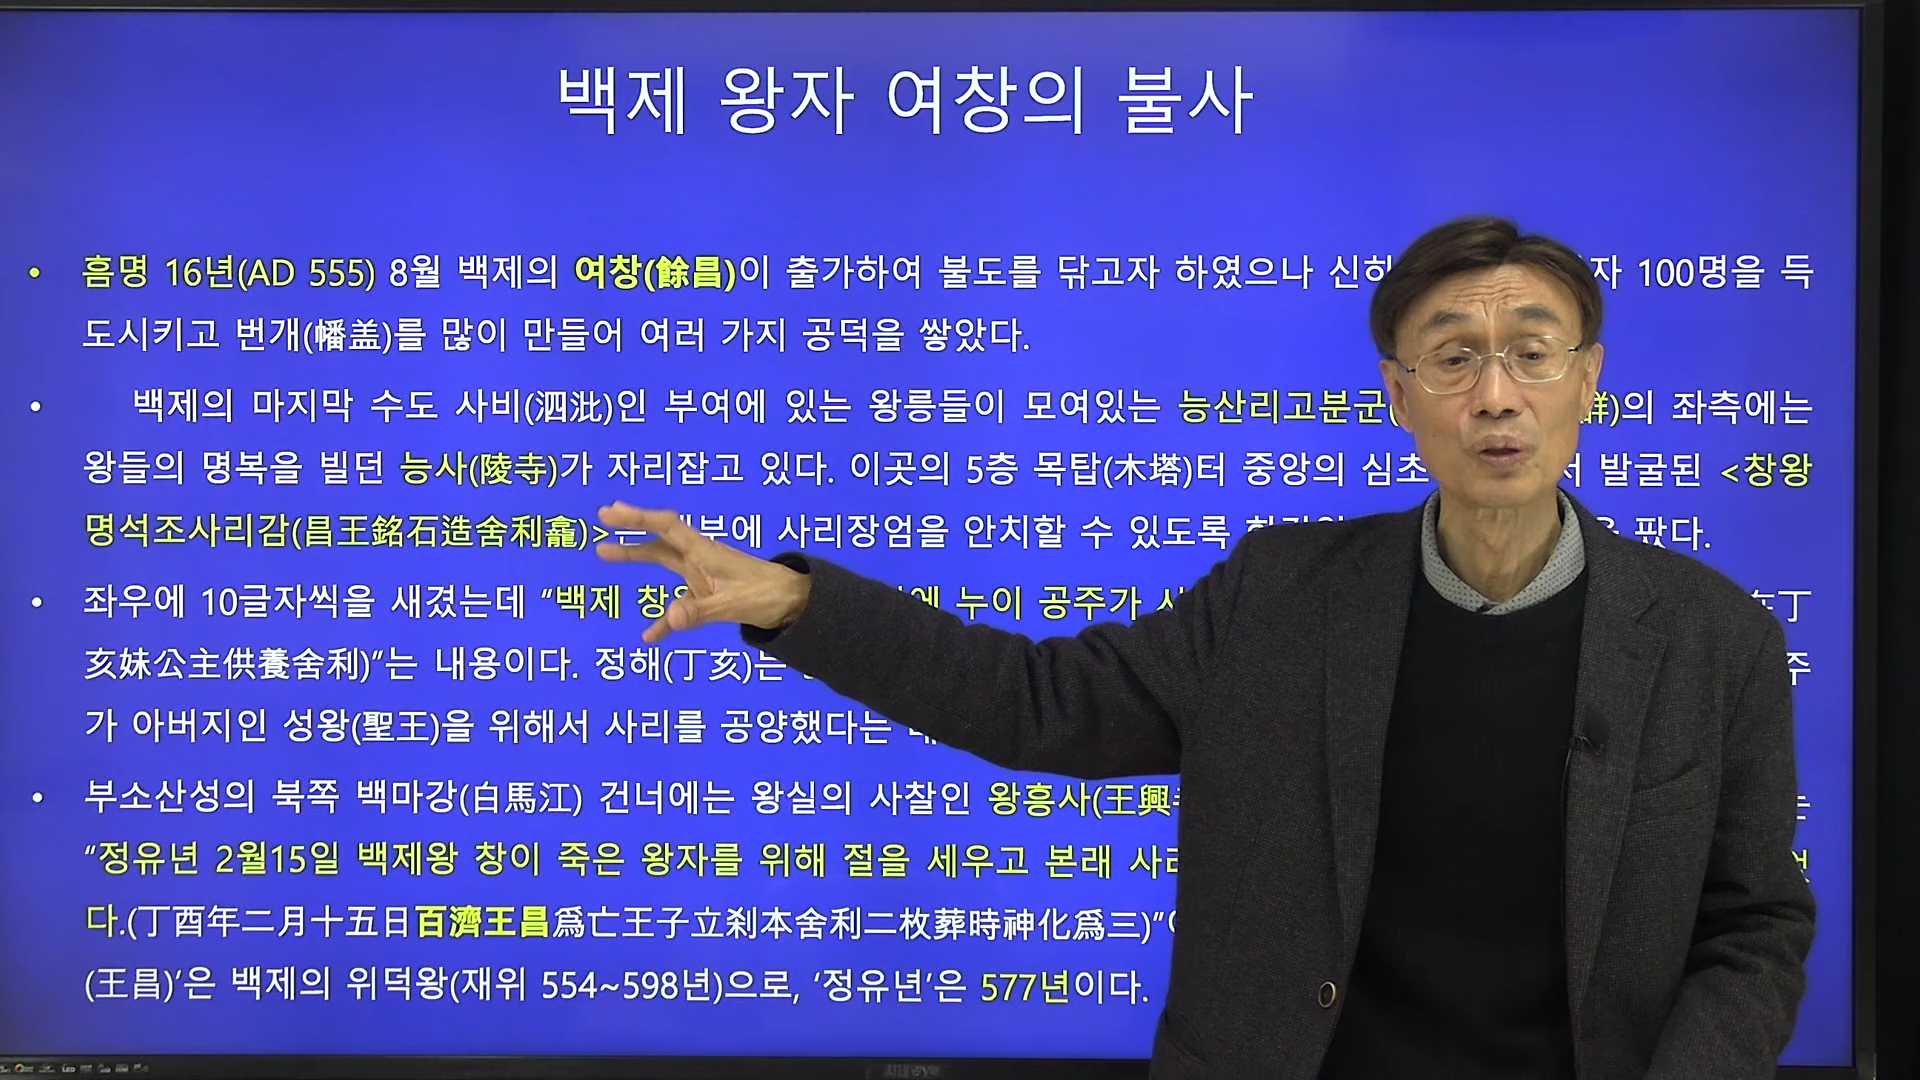 백제 왕자 여창의 불사
• 흠명 16년(AD 555) 8월 백제의 여창(餘昌)이 출가하여 불도를 닦고자 하였으나 100명을 득
도시키고 번개(幡盖)를 많이 만들어 여러 가지 공덕을 쌓았다.
• 백제의 마지막 수도 사비(泗沘)인 부여에 있는 왕릉들이 모여있는 능산리고분군( 群)의 좌측에는
왕들의 명복을 빌던 능사(陵寺)가 자리잡고 있다. 이곳의 5층 목탑(木塔)터 중앙의 심초 발굴된 <창왕
명석조사리감(昌王銘石造舍利龕)>는 내부에 사리장엄을 안치할 수 있도록 팠다.
• 좌우에 10글자씩을 새겼는데 “백제 누이 공주가 在丁
亥妹公主供養舍利)”는 내용이다. 정해(丁亥)는 주
가 아버지인 성왕(聖王)을 위해서 사리를 공양했다는
• 부소산성의 북쪽 백마강(白馬江) 건너에는 왕실의 사찰인 왕흥사(王興 는
“정유년 2월15일 백제왕 창이 죽은 왕자를 위해 절을 세우고 본래
다.(丁酉年二月十五日百濟王昌爲亡王子立刹本舍利二枚葬時神化爲三)”
(王昌)’은 백제의 위덕왕(재위 554~598년)으로, ‘정유년’은 577년이다.